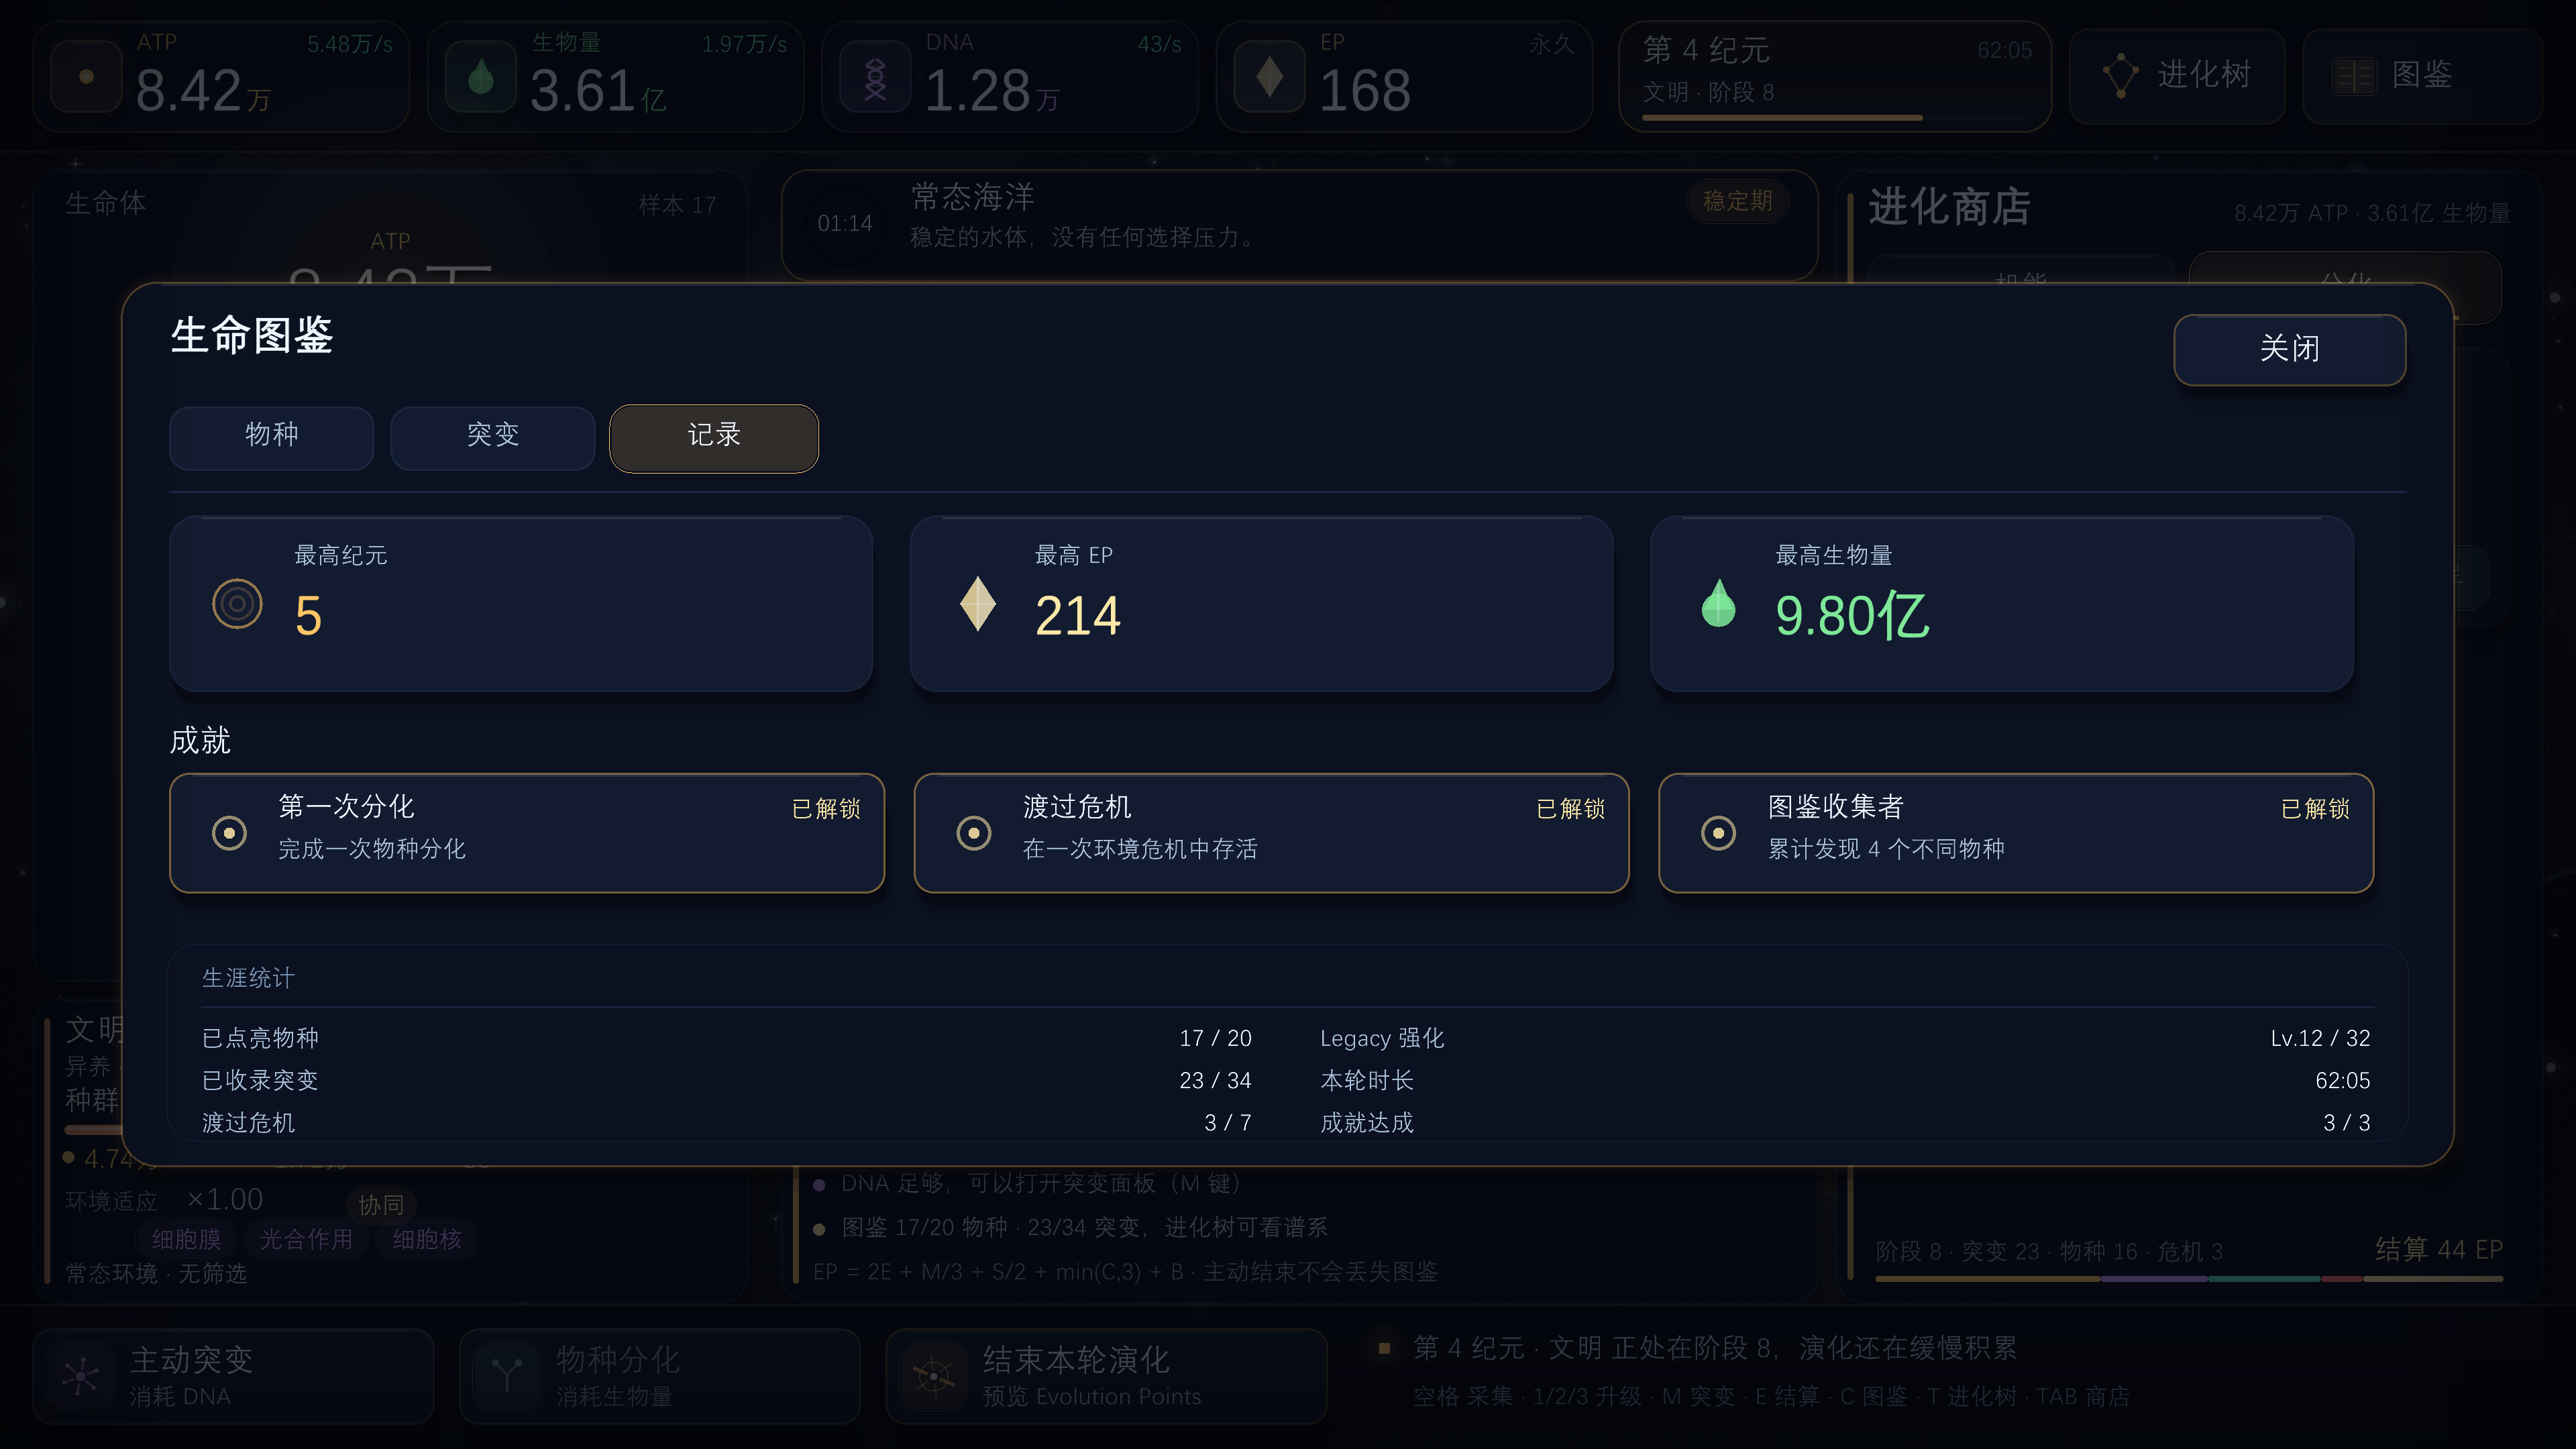 ATP 5.48万/s
8.42万
生物量 1.97万/s
3.61亿
DNA 43/s
1.28万
EP 永久
168
第 4 纪元 62:05
文明 · 阶段 8
进化树
图鉴
生命体 样本 17
ATP
01:14
常态海洋 稳定期
稳定的水体，没有任何选择压力。
进化商店 8.42万 ATP · 3.61亿 生物量
生命图鉴
关闭
物种 突变 记录
最高纪元
5
最高 EP
214
最高生物量
9.80亿
成就
第一次分化 已解锁
完成一次物种分化
渡过危机 已解锁
在一次环境危机中存活
图鉴收集者 已解锁
累计发现 4 个不同物种
生涯统计
已点亮物种 17 / 20 Legacy 强化 Lv.12 / 32
已收录突变 23 / 34 本轮时长 62:05
渡过危机 3 / 7 成就达成 3 / 3
文明
异养
种群
4.74
环境适应 ×1.00 协同
细胞膜 光合作用 细胞核
常态环境 · 无筛选
DNA 足够，可以打开突变面板（M 键）
图鉴 17/20 物种 · 23/34 突变，进化树可看谱系
EP = 2E + M/3 + S/2 + min(C,3) + B · 主动结束不会丢失图鉴
阶段 8 · 突变 23 · 物种 16 · 危机 3 结算 44 EP
主动突变
消耗 DNA
物种分化
消耗生物量
结束本轮演化
预览 Evolution Points
第 4 纪元 · 文明 正处在阶段 8，演化还在缓慢积累
空格 采集 · 1/2/3 升级 · M 突变 · E 结算 · C 图鉴 · T 进化树 · TAB 商店